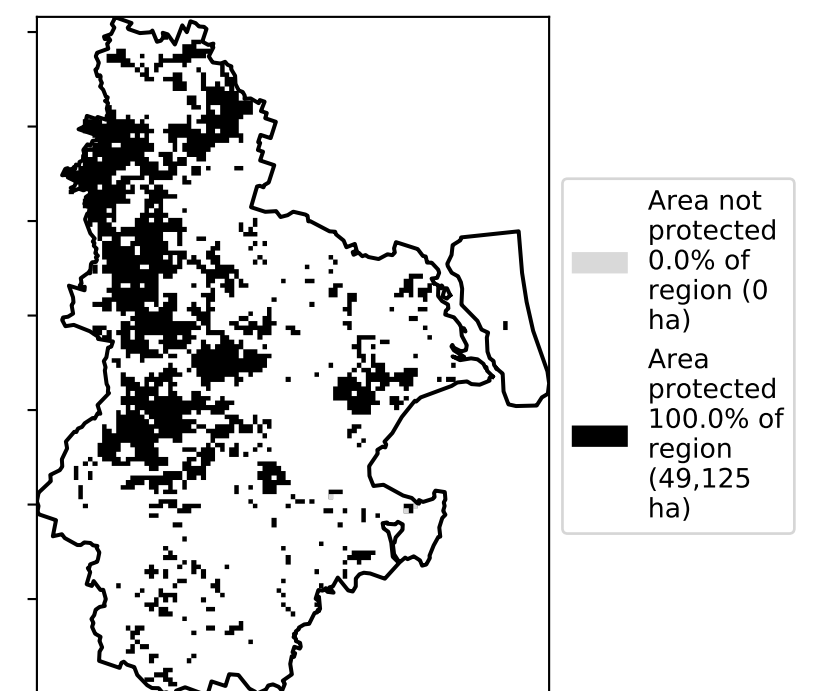 Area not
protected
0.0% of
region (0
ha)
Area
protected
100.0% of
region
(49,125
ha)